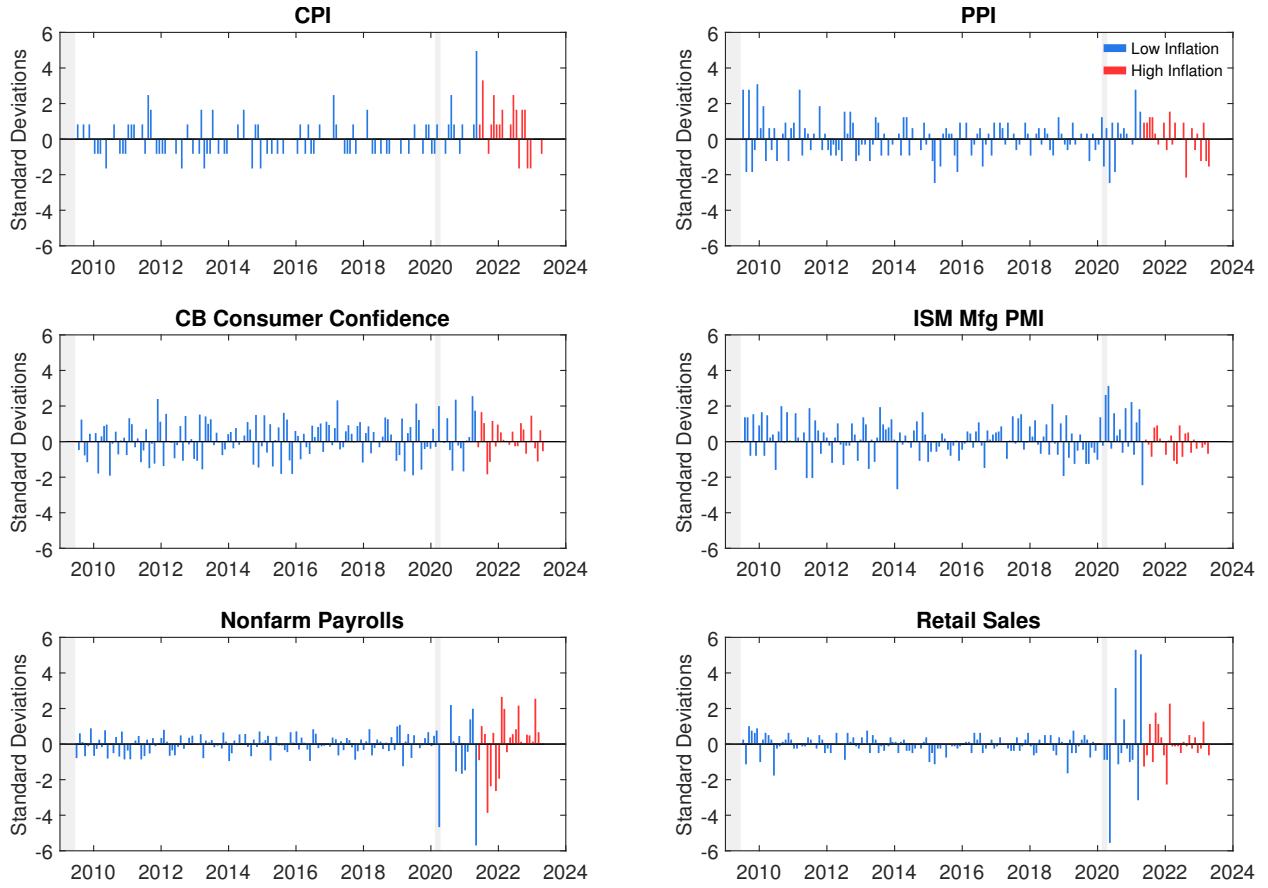 CPI
Standard Deviations
6
4
2
0
-2
-4
-6
2010 2012 2014 2016 2018 2020 2022 2024
PPI
Standard Deviations
6
4
2
0
-2
-4
-6
Low Inflation
High Inflation
2010 2012 2014 2016 2018 2020 2022 2024
CB Consumer Confidence
Standard Deviations
6
4
2
0
-2
-4
-6
2010 2012 2014 2016 2018 2020 2022 2024
ISM Mfg PMI
Standard Deviations
6
4
2
0
-2
-4
-6
2010 2012 2014 2016 2018 2020 2022 2024
Nonfarm Payrolls
Standard Deviations
6
4
2
0
-2
-4
-6
2010 2012 2014 2016 2018 2020 2022 2024
Retail Sales
Standard Deviations
6
4
2
0
-2
-4
-6
2010 2012 2014 2016 2018 2020 2022 2024